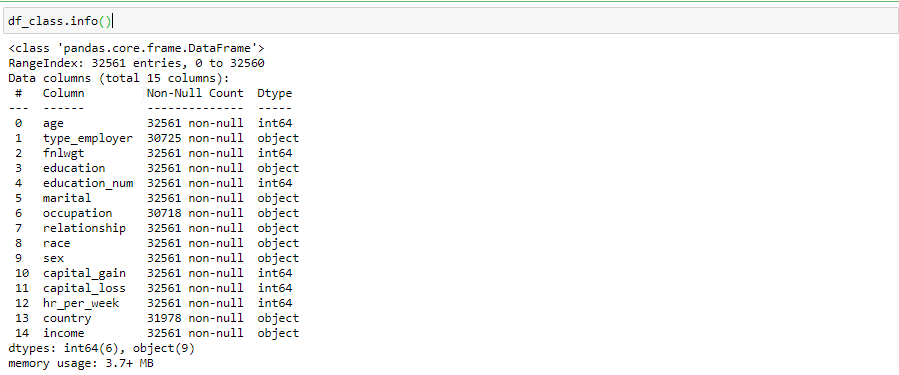 df_class.info()
<class 'pandas.core.frame.DataFrame'>
RangeIndex: 32561 entries, 0 to 32560
Data columns (total 15 columns):
 #   Column         Non-Null Count  Dtype
---  ------         --------------  -----
 0   age            32561 non-null  int64
 1   type_employer  30725 non-null  object
 2   fnlwgt         32561 non-null  int64
 3   education      32561 non-null  object
 4   education_num  32561 non-null  int64
 5   marital        32561 non-null  object
 6   occupation     30718 non-null  object
 7   relationship   32561 non-null  object
 8   race           32561 non-null  object
 9   sex            32561 non-null  object
 10  capital_gain   32561 non-null  int64
 11  capital_loss   32561 non-null  int64
 12  hr_per_week    32561 non-null  int64
 13  country        31978 non-null  object
 14  income         32561 non-null  object
dtypes: int64(6), object(9)
memory usage: 3.7+ MB